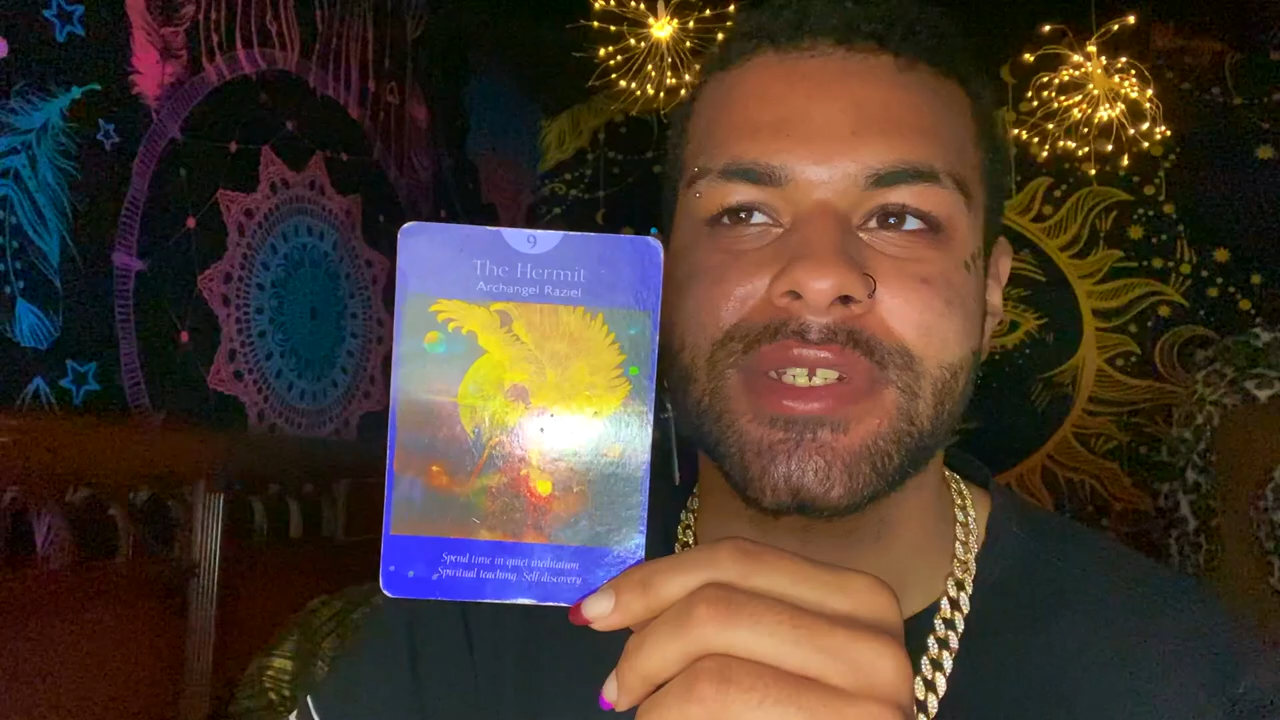 9
The Hermit
Archangel Raziel
Spend time in quiet meditation
Spiritual teaching. Self discovery